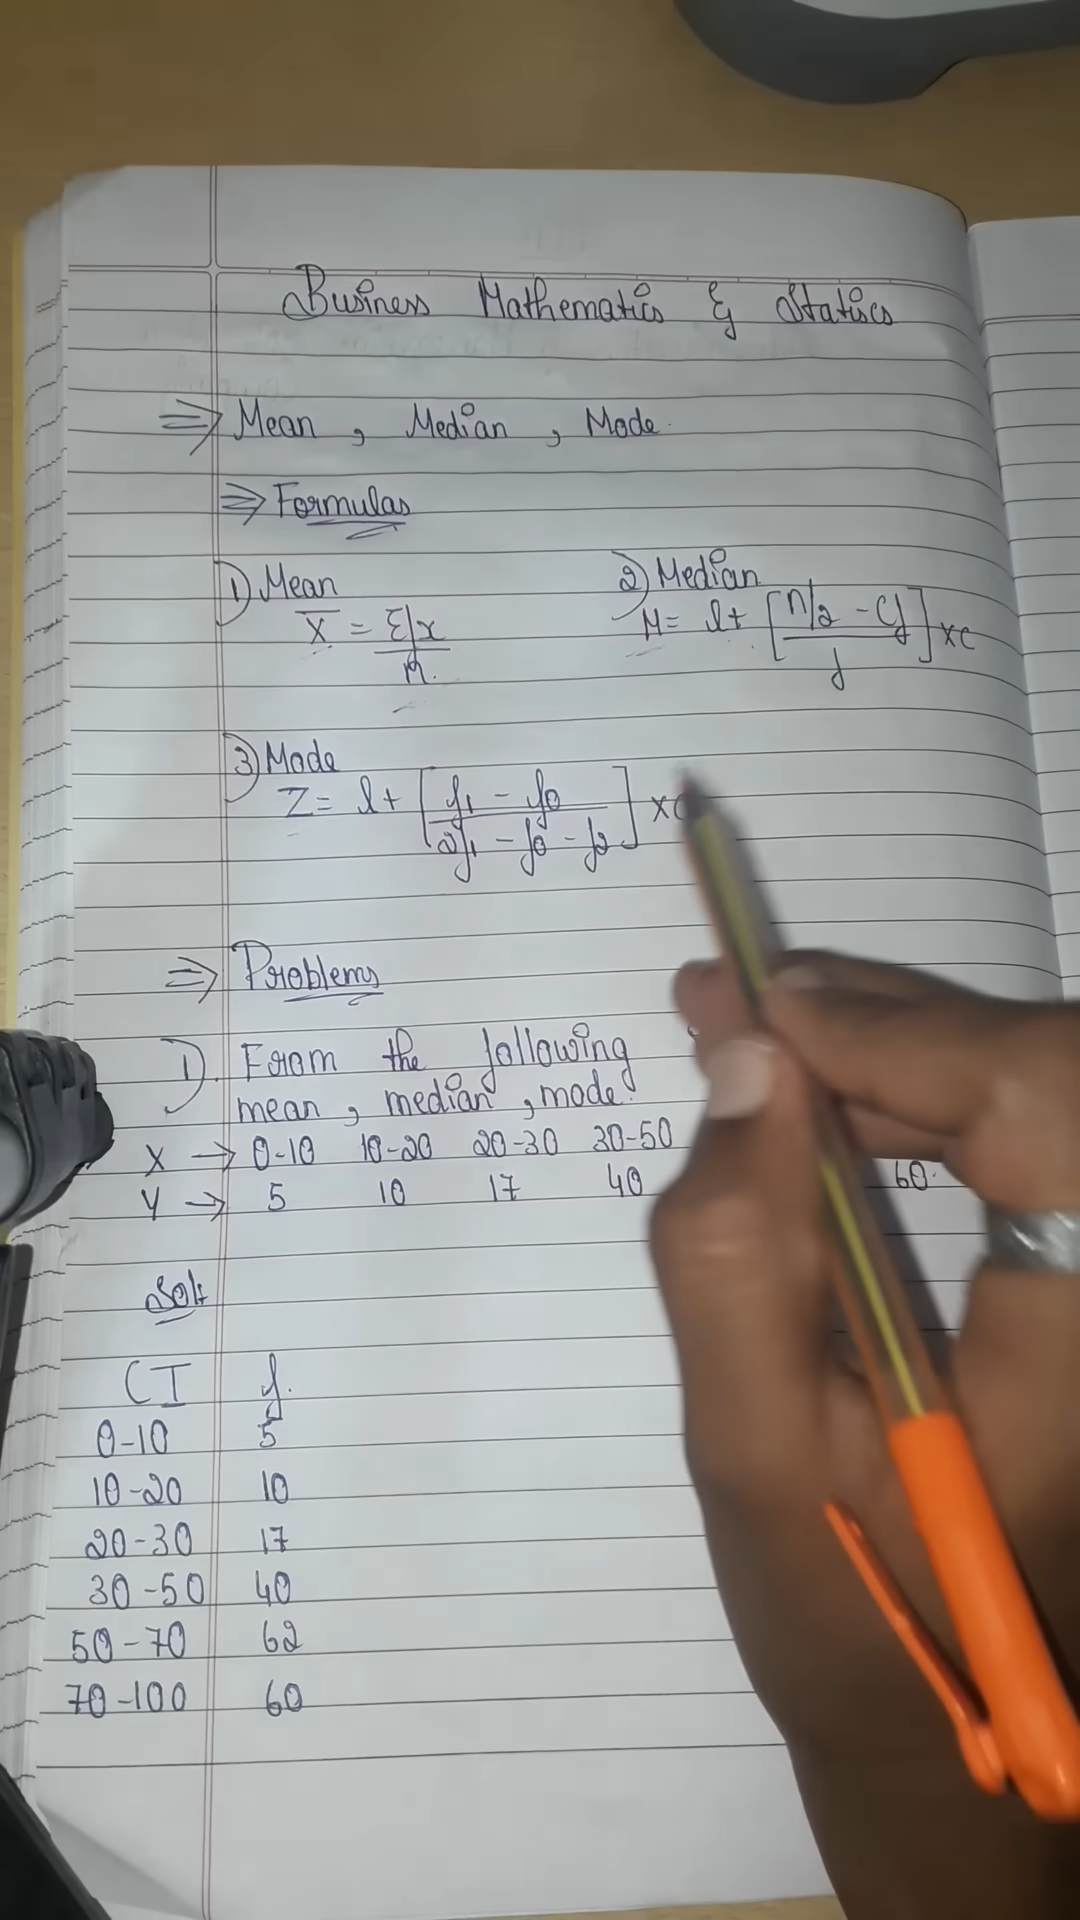 Business Mathematics & Statiscs
⇒ Mean , Median , Mode.
⇒ Formulas
1) Mean
X̄ = Σfx / n.
2) Median
M = l + [n/2 - cf / f] × c
3) Mode
Z = l + [f1 - f0 / 2f1 - f0 - f2] × c
⇒ Problems
1). From the following
mean , median , mode.
X → 0-10 10-20 20-30 30-50
Y → 5 10 17 40 60.
Sol:
CI f.
0-10 5
10-20 10
20-30 17
30-50 40
50-70 62
70-100 60